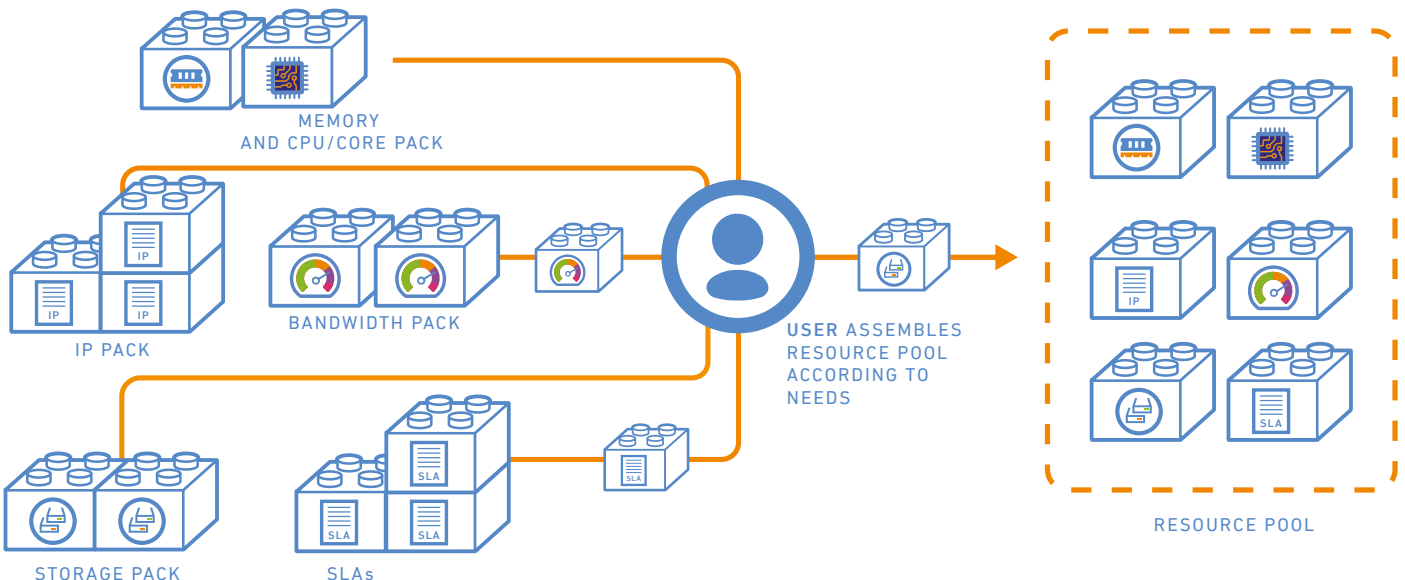 MEMORY
AND CPU/CORE PACK
IP
IP
IP
IP PACK
BANDWIDTH PACK
USER ASSEMBLES
RESOURCE POOL
ACCORDING TO
NEEDS
STORAGE PACK
SLA
SLA
SLA
SLAs
SLA
IP
SLA
RESOURCE POOL